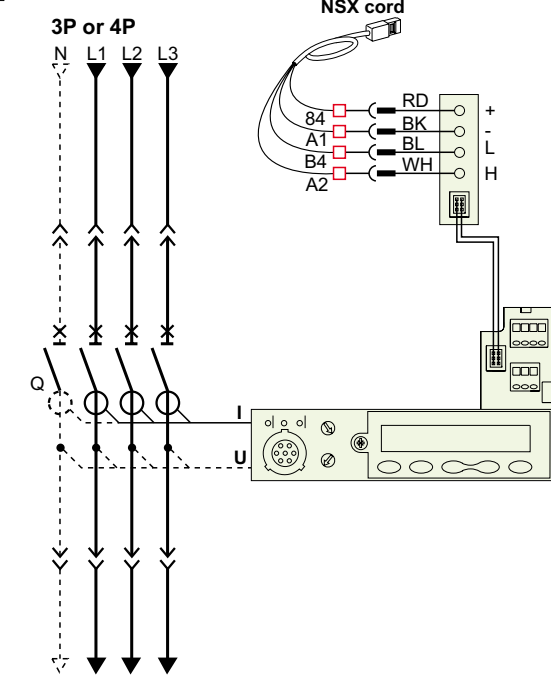 NSX cord
3P or 4P
N L1 L2 L3
RD +
84
BK -
A1
BL L
B4
WH H
A2
Q
I
U